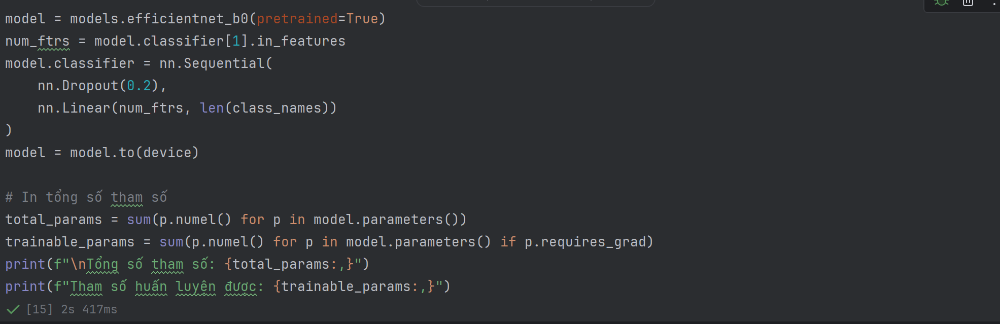 model = models.efficientnet_b0(pretrained=True)
num_ftrs = model.classifier[1].in_features
model.classifier = nn.Sequential(
    nn.Dropout(0.2),
    nn.Linear(num_ftrs, len(class_names))
)
model = model.to(device)

# In tổng số tham số
total_params = sum(p.numel() for p in model.parameters())
trainable_params = sum(p.numel() for p in model.parameters() if p.requires_grad)
print(f"\nTổng số tham số: {total_params:,}")
print(f"Tham số huấn luyện được: {trainable_params:,}")
[15] 2s 417ms